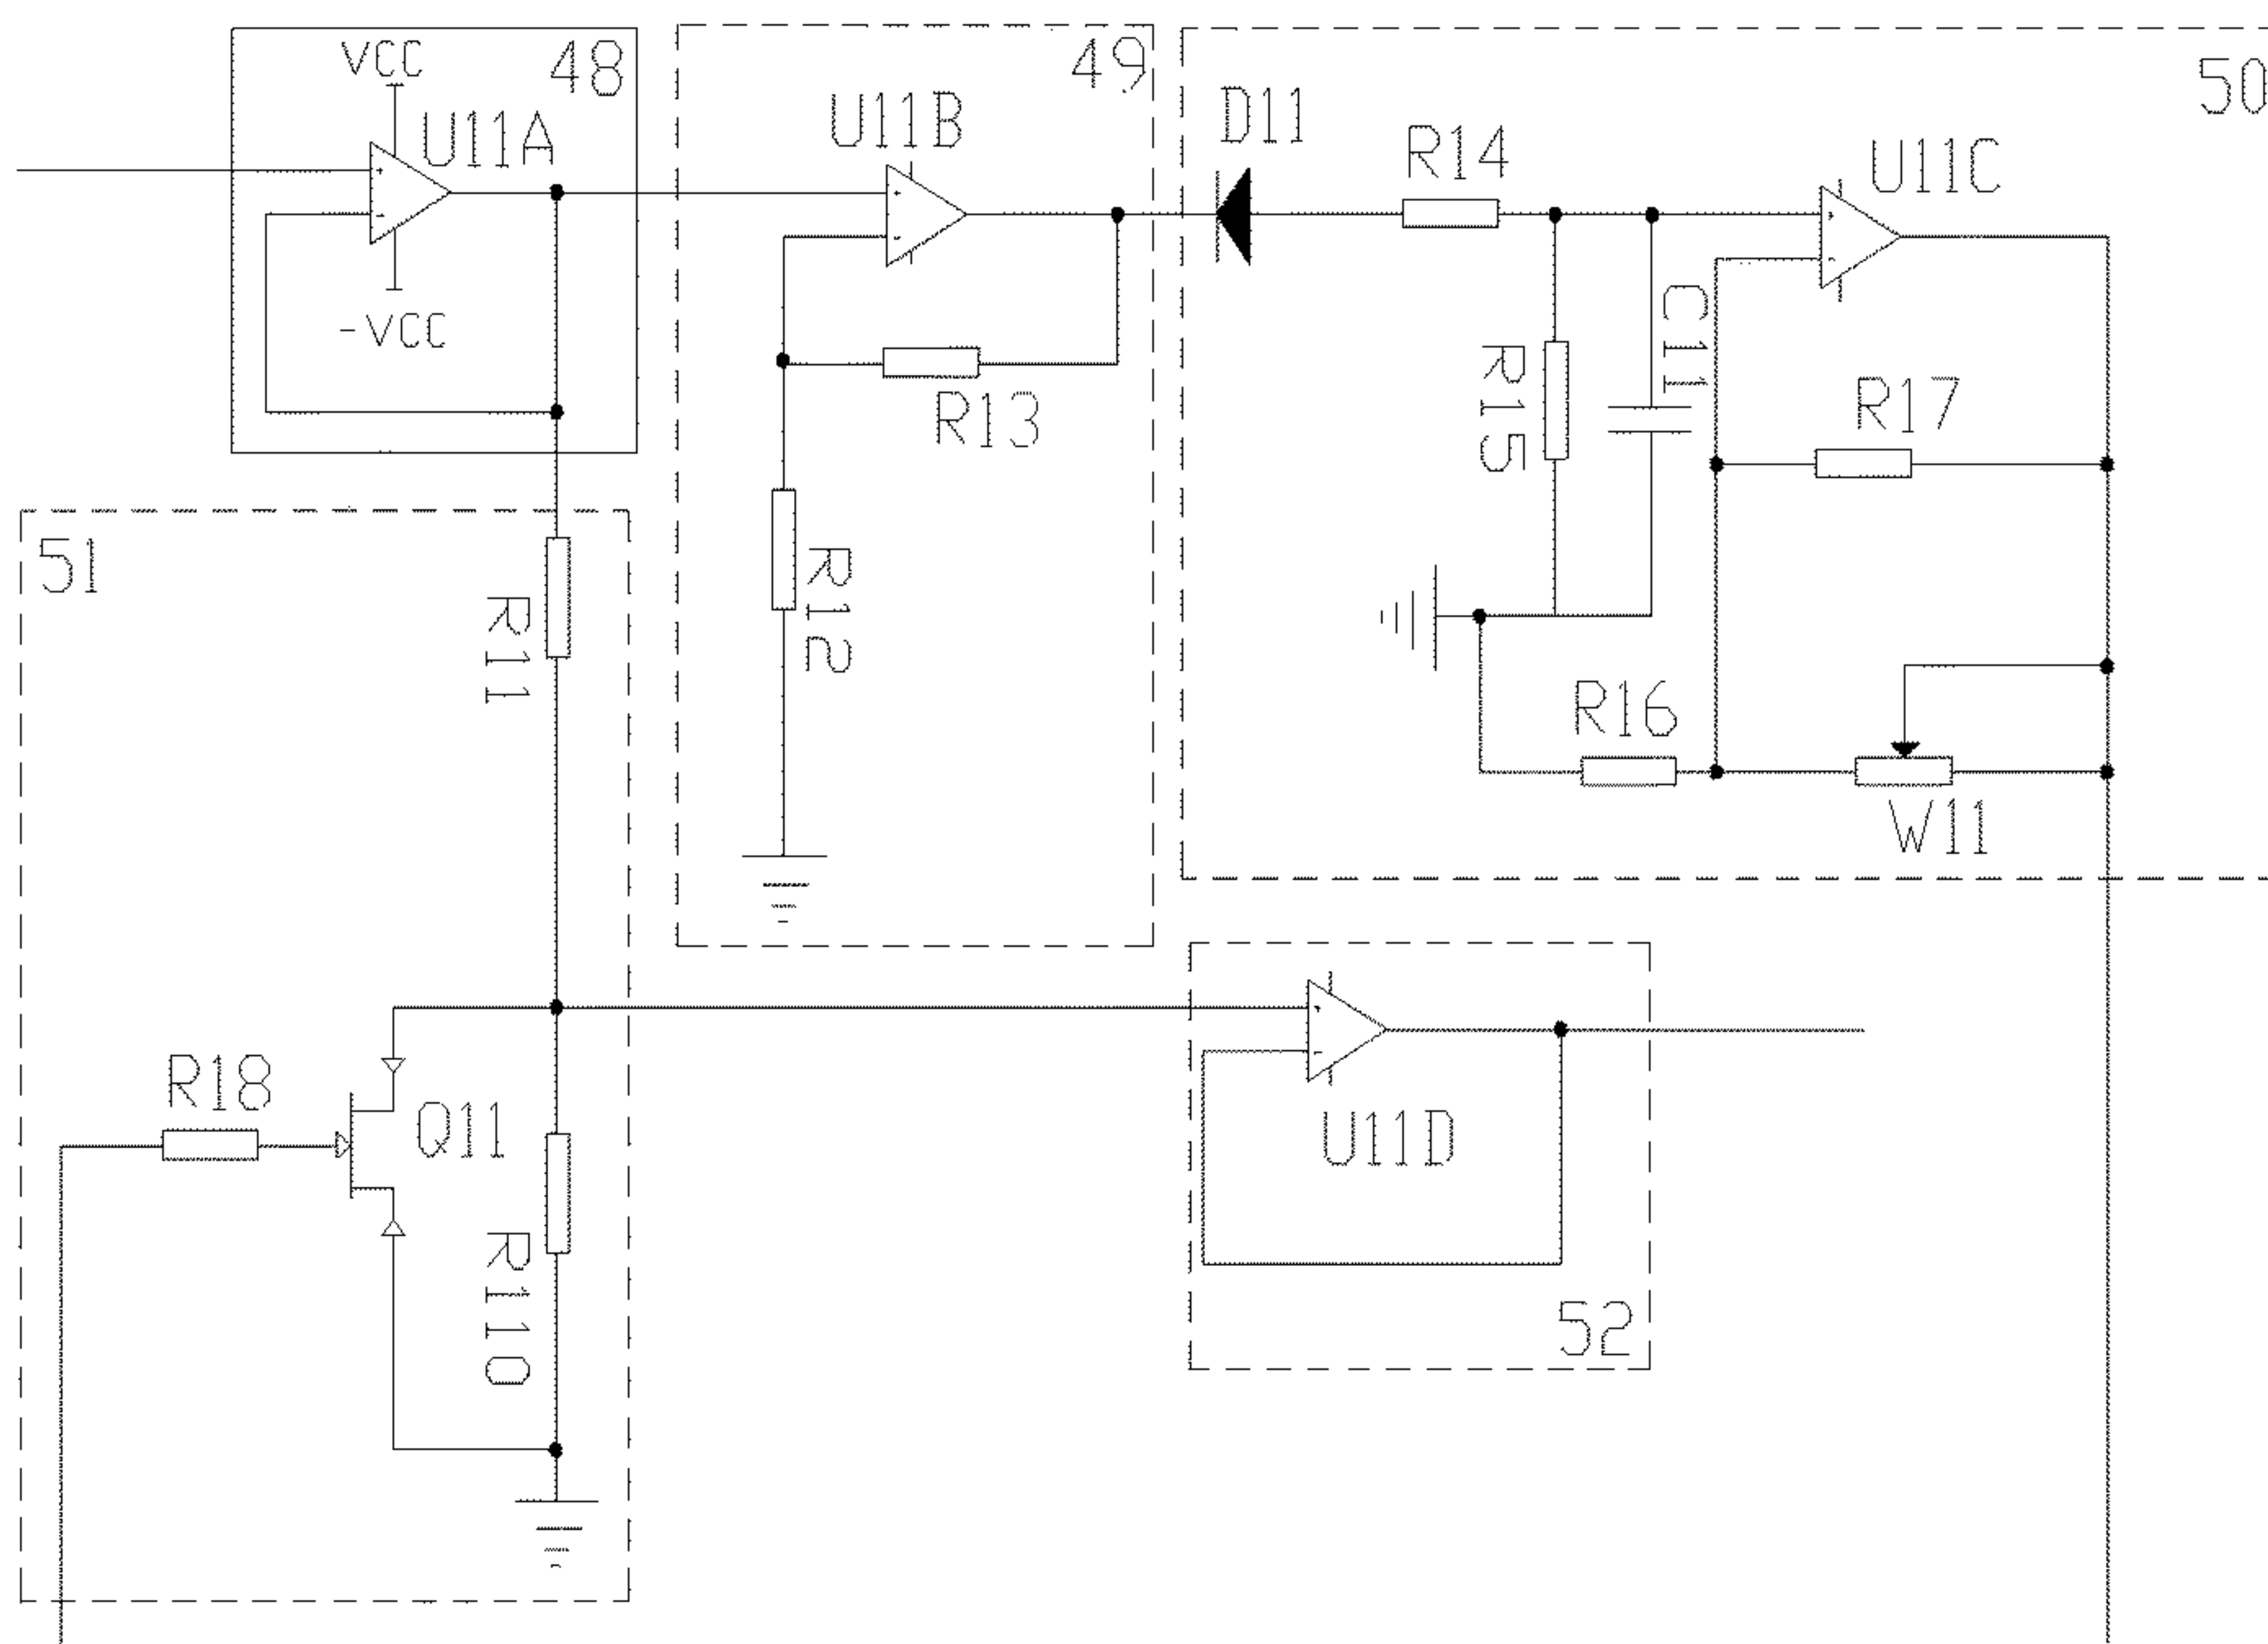 VCC
48
U11A
-VCC
49
U11B
R13
R12
50
D11
R14
U11C
C11
R15
R17
R16
W11
51
R11
R18
Q11
R110
U11D
52